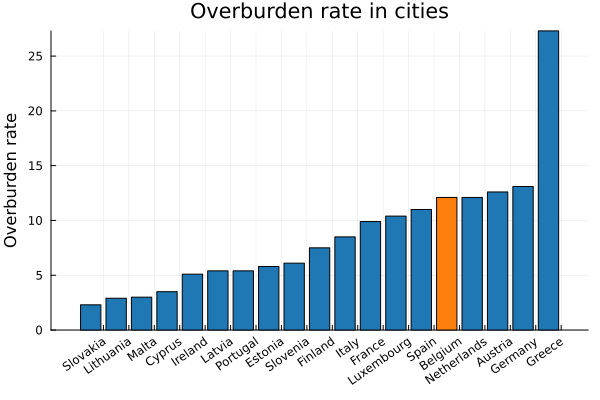 Overburden rate in cities
Overburden rate
25
20
15
10
5
0
Slovakia
Lithuania
Malta
Cyprus
Ireland
Latvia
Portugal
Estonia
Slovenia
Finland
Italy
France
Luxembourg
Spain
Belgium
Netherlands
Austria
Germany
Greece